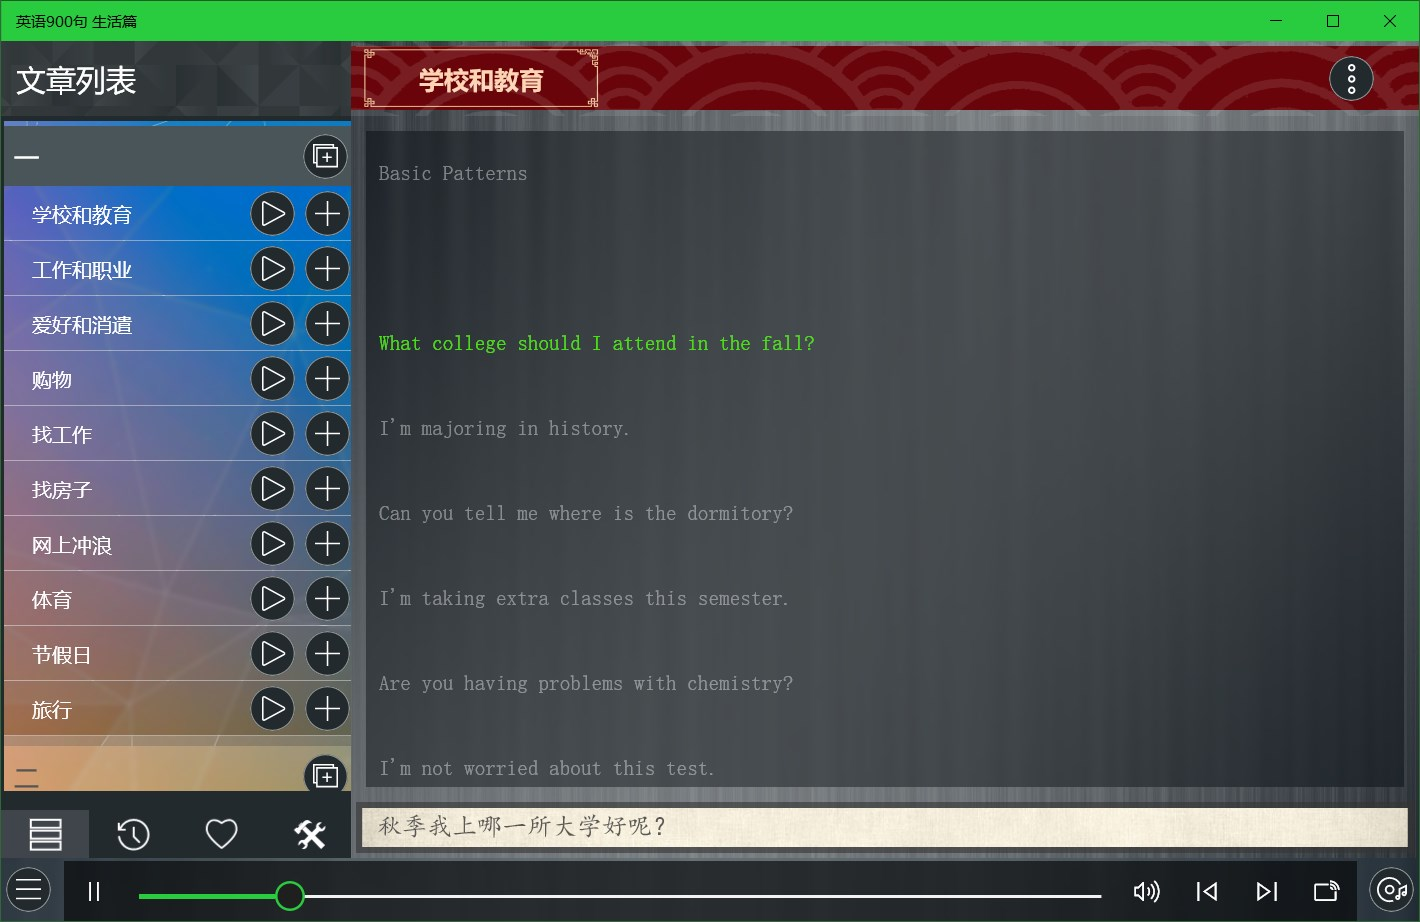 英语900句 生活篇
文章列表
学校和教育
一
学校和教育
工作和职业
爱好和消遣
购物
找工作
找房子
网上冲浪
体育
节假日
旅行
二
Basic Patterns
What college should I attend in the fall?
I'm majoring in history.
Can you tell me where is the dormitory?
I'm taking extra classes this semester.
Are you having problems with chemistry?
I'm not worried about this test.
秋季我上哪一所大学好呢?